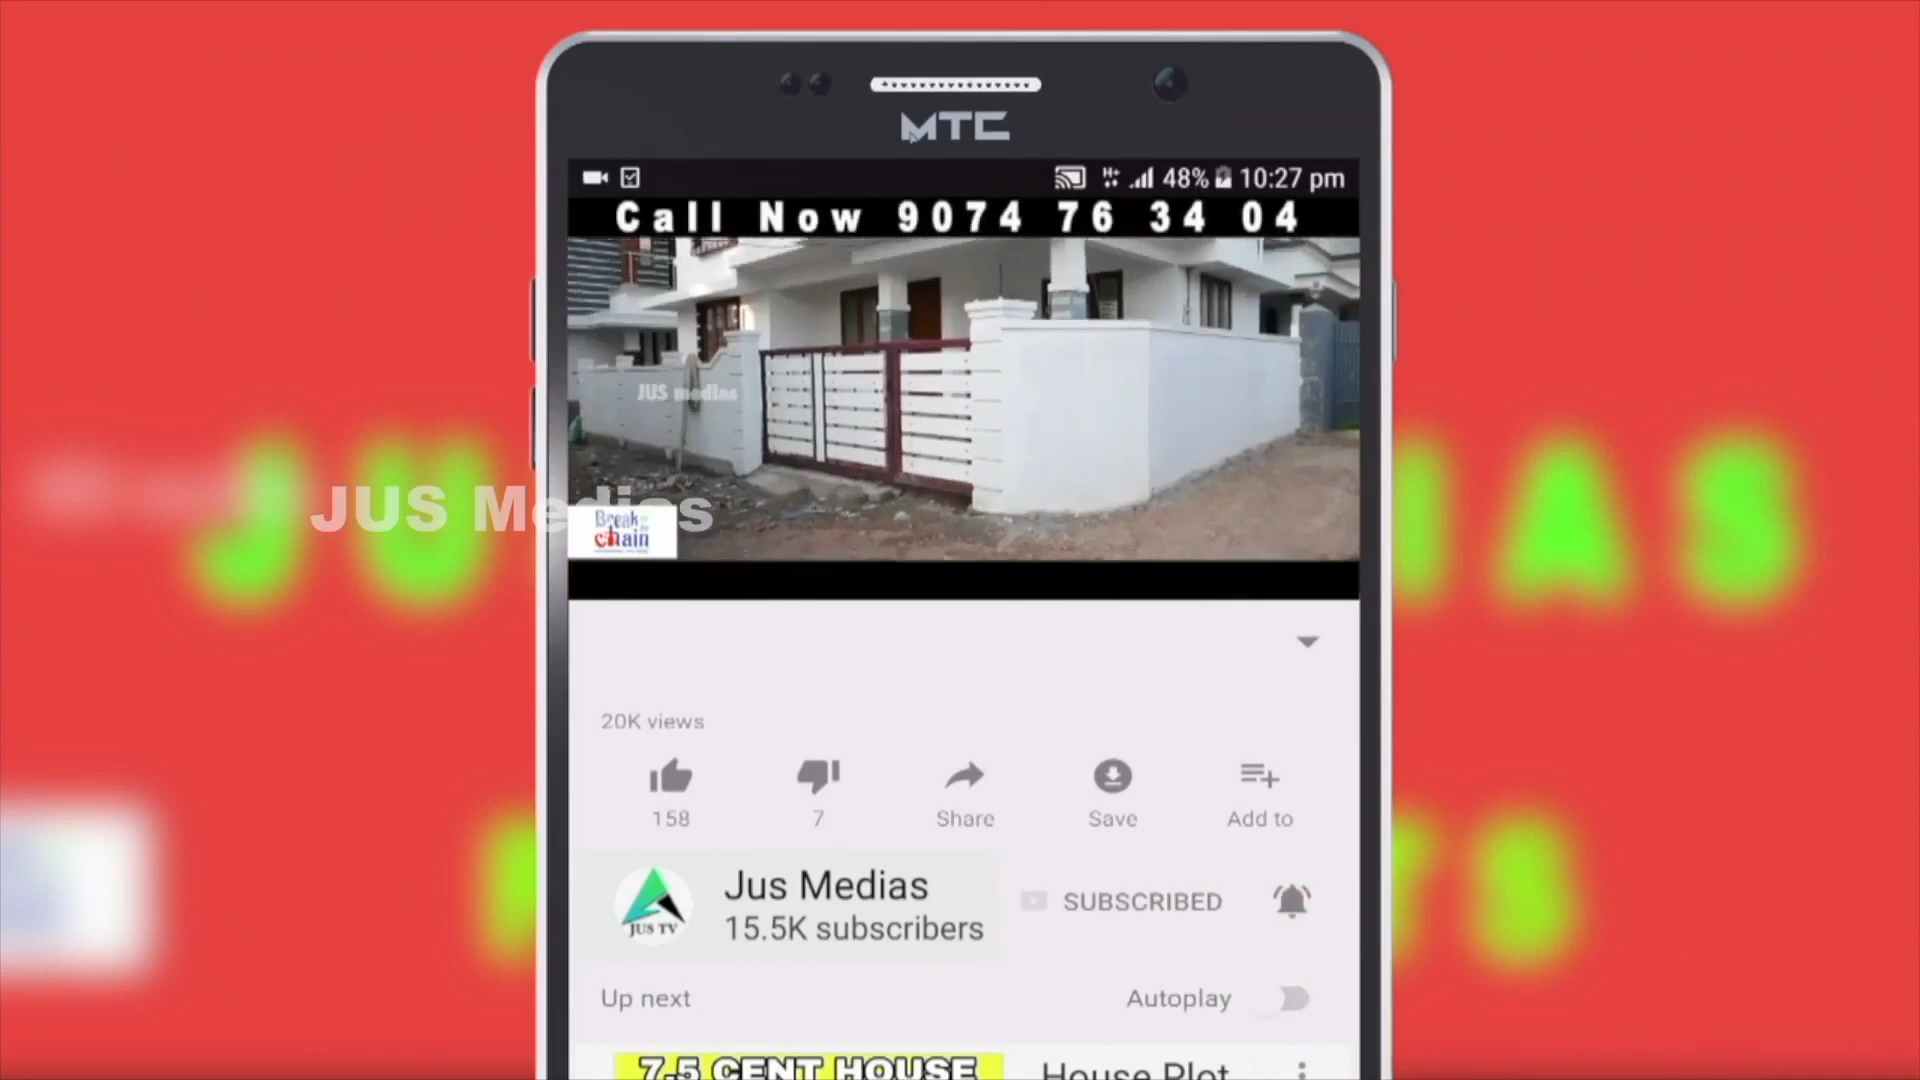 MTC
H+ 48% 10:27 pm
Call Now 9074 76 34 04
JUS medias
JUS Medias
Break
chain
20K views
158
7
Share
Save
Add to
Jus Medias
15.5K subscribers
JUS TV
SUBSCRIBED
Up next
Autoplay
7.5 CENT HOUSE
House Plot